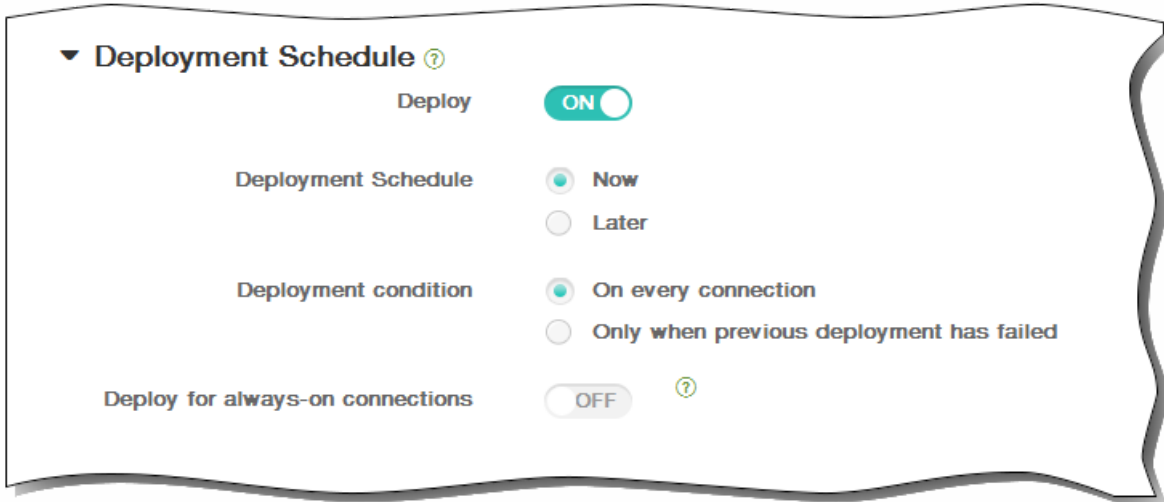 Deployment Schedule ?
Deploy ON
Deployment Schedule Now
Later
Deployment condition On every connection
Only when previous deployment has failed
Deploy for always-on connections OFF ?